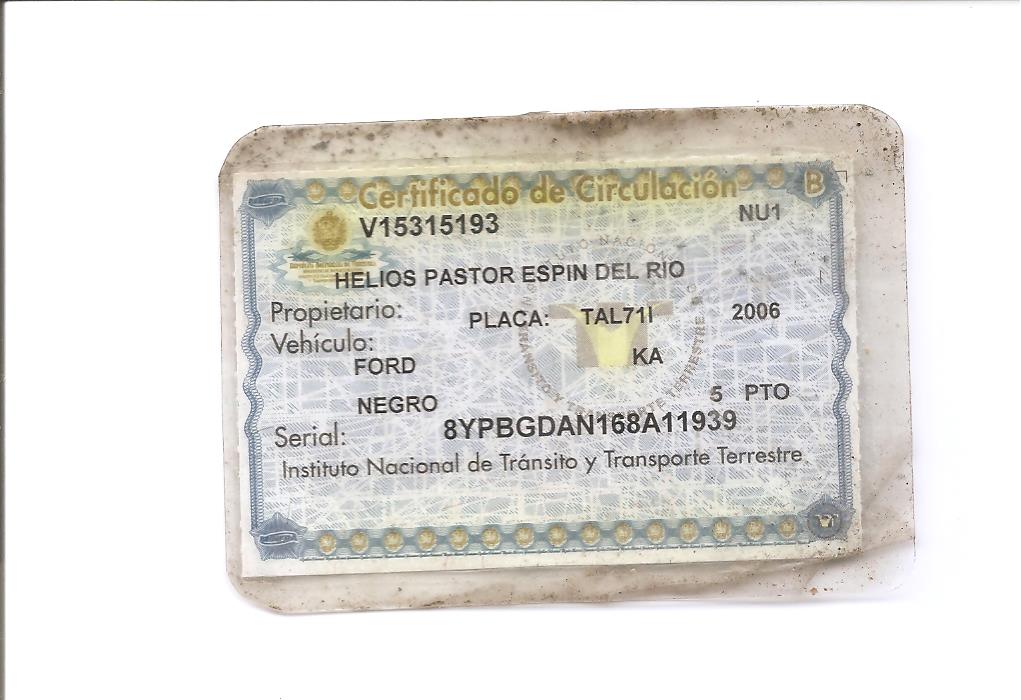 Certificado de Circulación B
V15315193 NU1
HELIOS PASTOR ESPIN DEL RIO
Propietario:
PLACA: TAL71I 2006
Vehículo:
FORD KA
NEGRO 5 PTO
Serial: 8YPBGDAN168A11939
Instituto Nacional de Tránsito y Transporte Terrestre